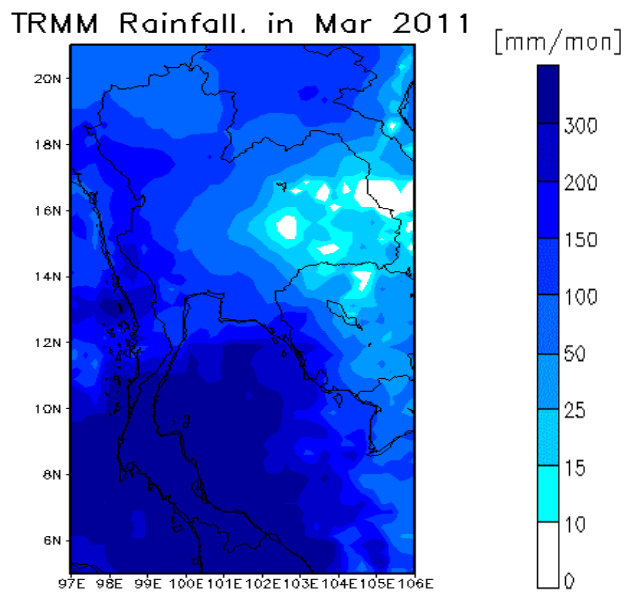 TRMM Rainfall. in Mar 2011
[mm/mon]
20N
18N
16N
14N
12N
10N
8N
6N
97E 98E 99E 100E 101E 102E 103E 104E 105E 106E
300
200
150
100
50
25
15
10
0